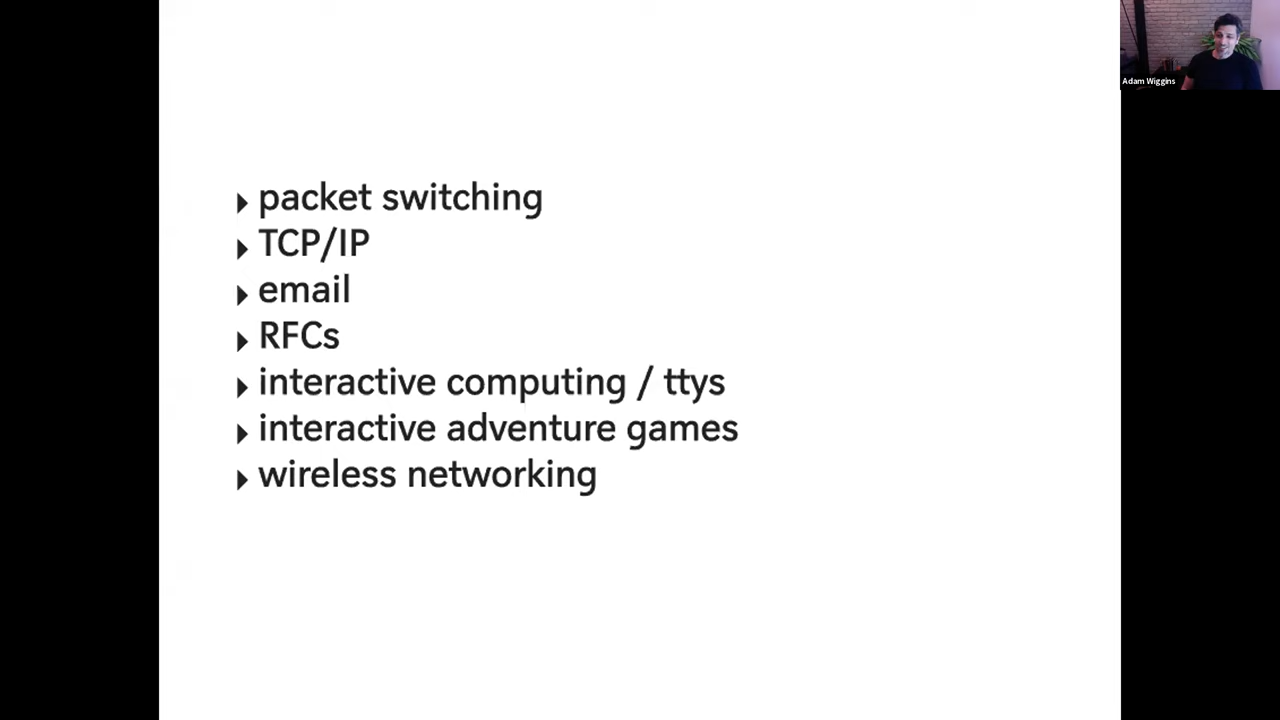 packet switching
TCP/IP
email
RFCs
interactive computing / ttys
interactive adventure games
wireless networking
Adam Wiggins